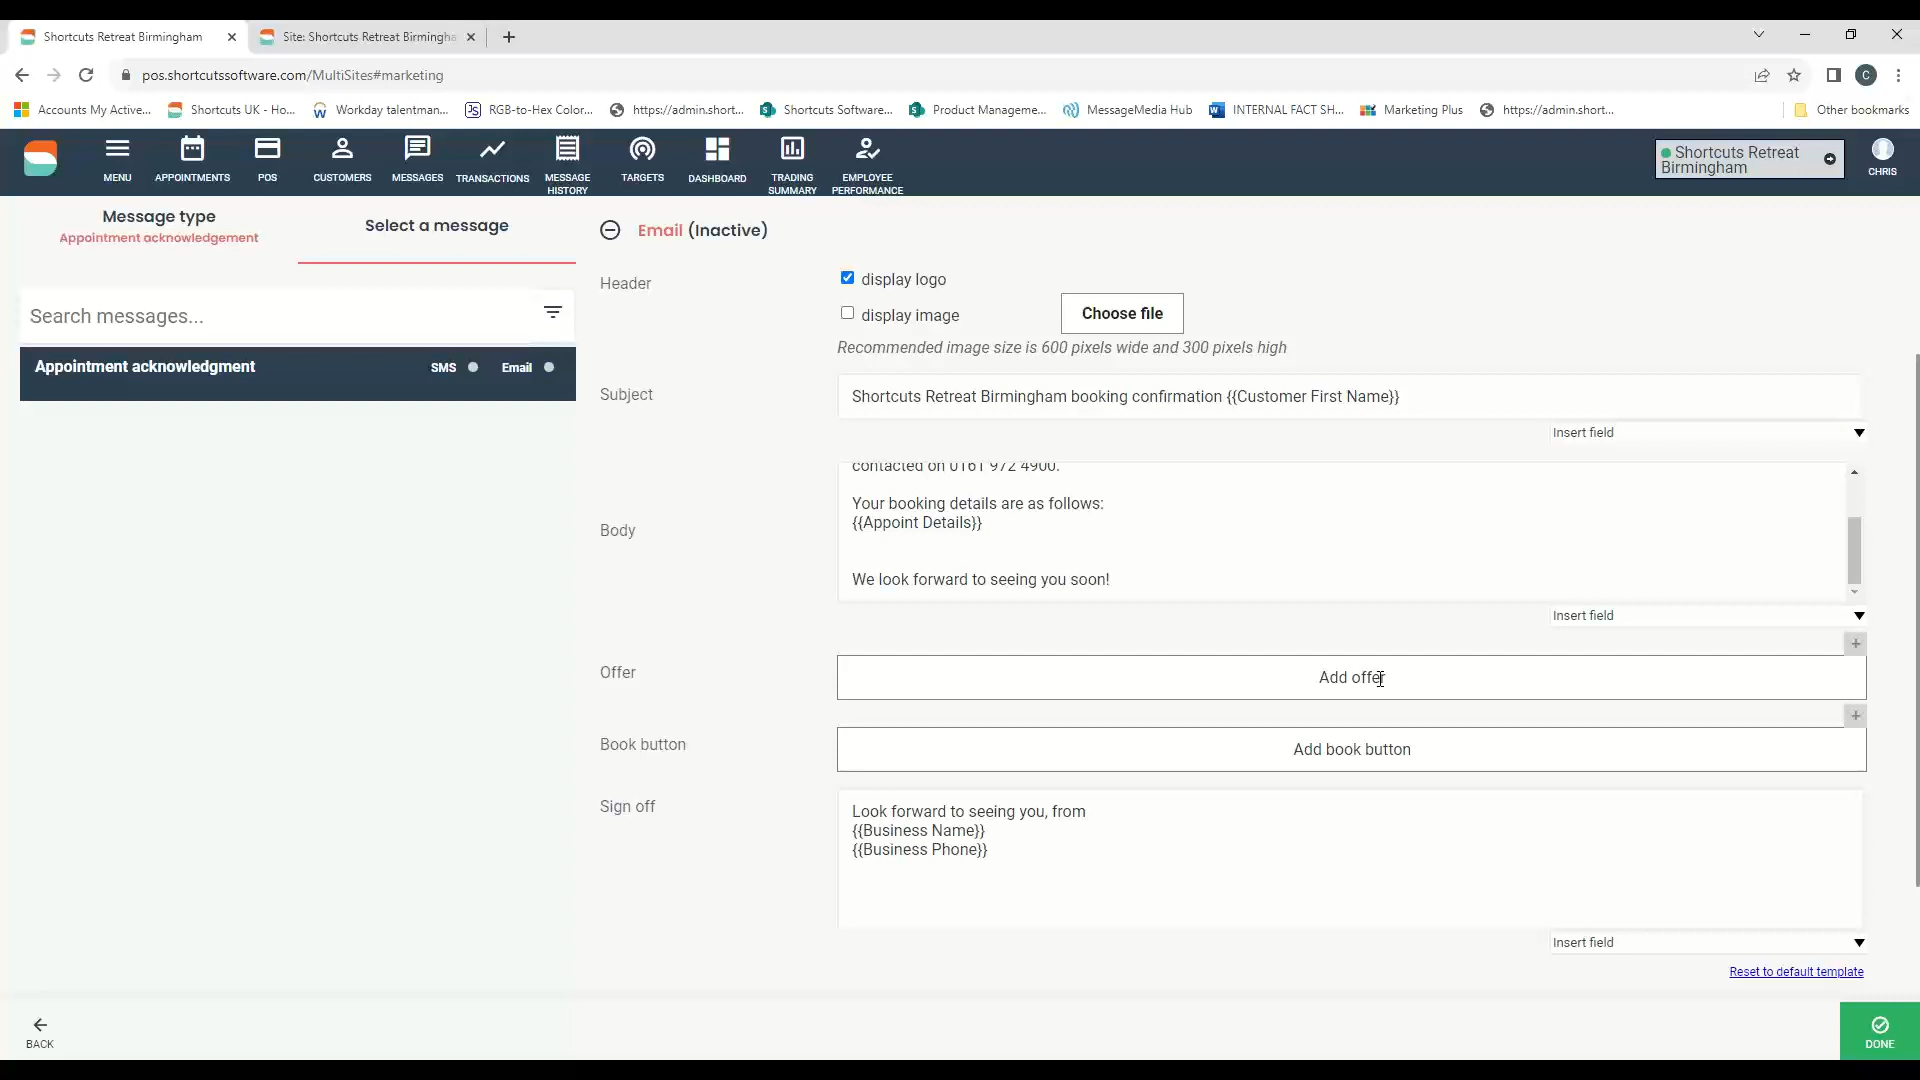 Shortcuts Retreat Birmingham
Site: Shortcuts Retreat Birmingha
pos.shortcutssoftware.com/MultiSites#marketing
C
Accounts My Active...
Shortcuts UK - Ho...
Workday talentman...
RGB-to-Hex Color...
https://admin.short...
Shortcuts Software...
Product Manageme...
MessageMedia Hub
INTERNAL FACT SH...
Marketing Plus
https://admin.short...
Other bookmarks
MENU
APPOINTMENTS
POS
CUSTOMERS
MESSAGES
TRANSACTIONS
MESSAGE
HISTORY
TARGETS
DASHBOARD
TRADING
SUMMARY
EMPLOYEE
PERFORMANCE
Shortcuts Retreat
Birmingham
CHRIS
Message type
Appointment acknowledgement
Select a message
Search messages...
Appointment acknowledgment
SMS
Email
Email (Inactive)
Header
display logo
display image
Choose file
Recommended image size is 600 pixels wide and 300 pixels high
Subject
Shortcuts Retreat Birmingham booking confirmation {{Customer First Name}}
Insert field
Body
contacted on 0161 972 4900.
Your booking details are as follows:
{{Appoint Details}}
We look forward to seeing you soon!
Insert field
+
Offer
Add offer
+
Book button
Add book button
Sign off
Look forward to seeing you, from
{{Business Name}}
{{Business Phone}}
Insert field
Reset to default template
BACK
DONE